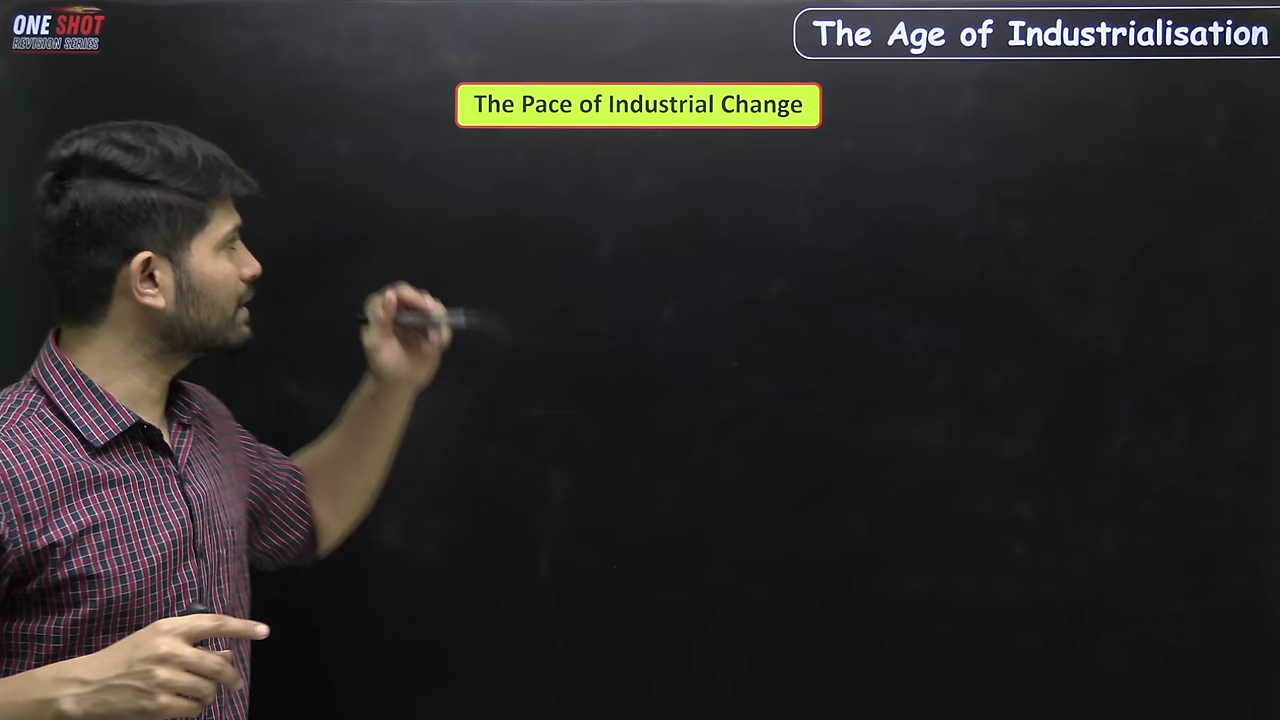 ONE SHOT
REVISION SERIES
The Age of Industrialisation
The Pace of Industrial Change